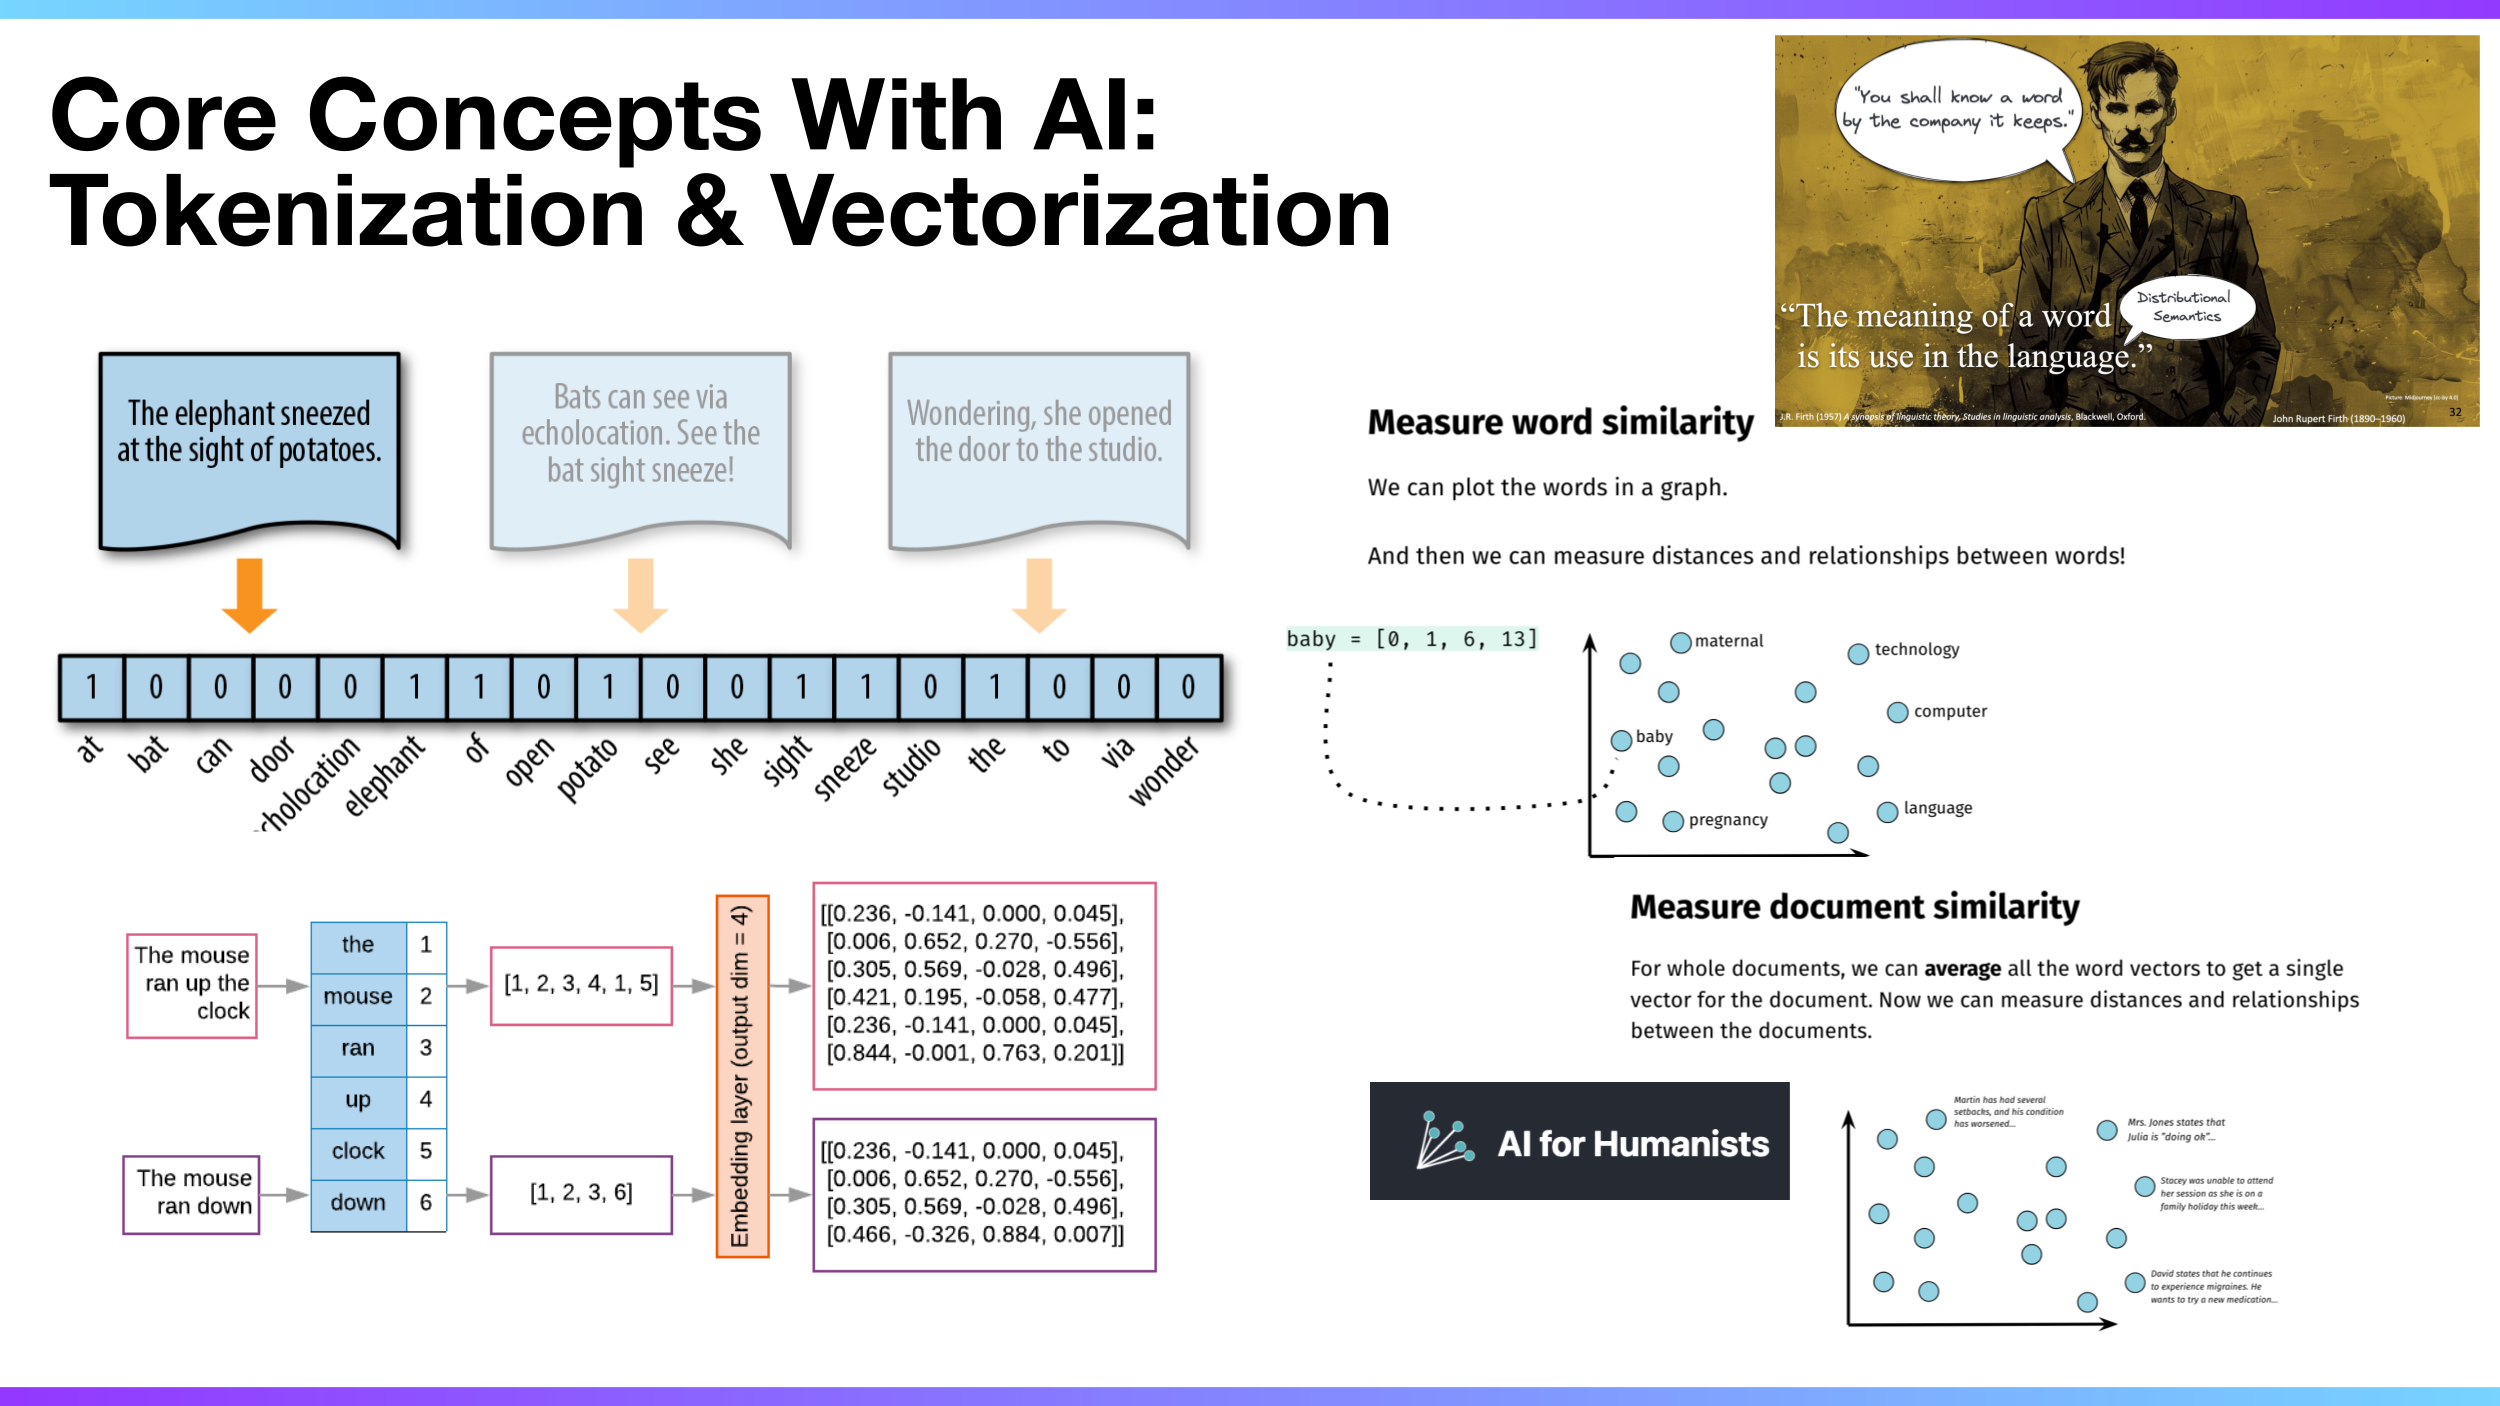 Core Concepts With AI:
Tokenization & Vectorization
"You shall know a word
by the company it keeps."
Distributional
Semantics
“The meaning of a word
is its use in the language.”
J.R. Firth (1957) A synopsis of linguistic theory, Studies in linguistic analysis, Blackwell, Oxford.
Picture: Midjourney (cc-by 4.0)
John Rupert Firth (1890–1960)
32
The elephant sneezed
at the sight of potatoes.
Bats can see via
echolocation. See the
bat sight sneeze!
Wondering, she opened
the door to the studio.
1 0 0 0 0 1 1 0 1 0 0 1 1 0 1 0 0 0
at bat can door cholocation elephant of open potato see she sight sneeze studio the to via wonder
The mouse
ran up the
clock
The mouse
ran down
the 1
mouse 2
ran 3
up 4
clock 5
down 6
[1, 2, 3, 4, 1, 5]
[1, 2, 3, 6]
Embedding layer (output dim = 4)
[[0.236, -0.141, 0.000, 0.045],
[0.006, 0.652, 0.270, -0.556],
[0.305, 0.569, -0.028, 0.496],
[0.421, 0.195, -0.058, 0.477],
[0.236, -0.141, 0.000, 0.045],
[0.844, -0.001, 0.763, 0.201]]
[[0.236, -0.141, 0.000, 0.045],
[0.006, 0.652, 0.270, -0.556],
[0.305, 0.569, -0.028, 0.496],
[0.466, -0.326, 0.884, 0.007]]
Measure word similarity
We can plot the words in a graph.
And then we can measure distances and relationships between words!
baby = [0, 1, 6, 13]
maternal
technology
computer
baby
language
pregnancy
Measure document similarity
For whole documents, we can average all the word vectors to get a single
vector for the document. Now we can measure distances and relationships
between the documents.
AI for Humanists
Martin has had several
setbacks, and his condition
has worsened...
Mrs. Jones states that
Julia is "doing ok"...
Stacey was unable to attend
her session as she is on a
family holiday this week...
David states that he continues
to experience migraines. He
wants to try a new medication...